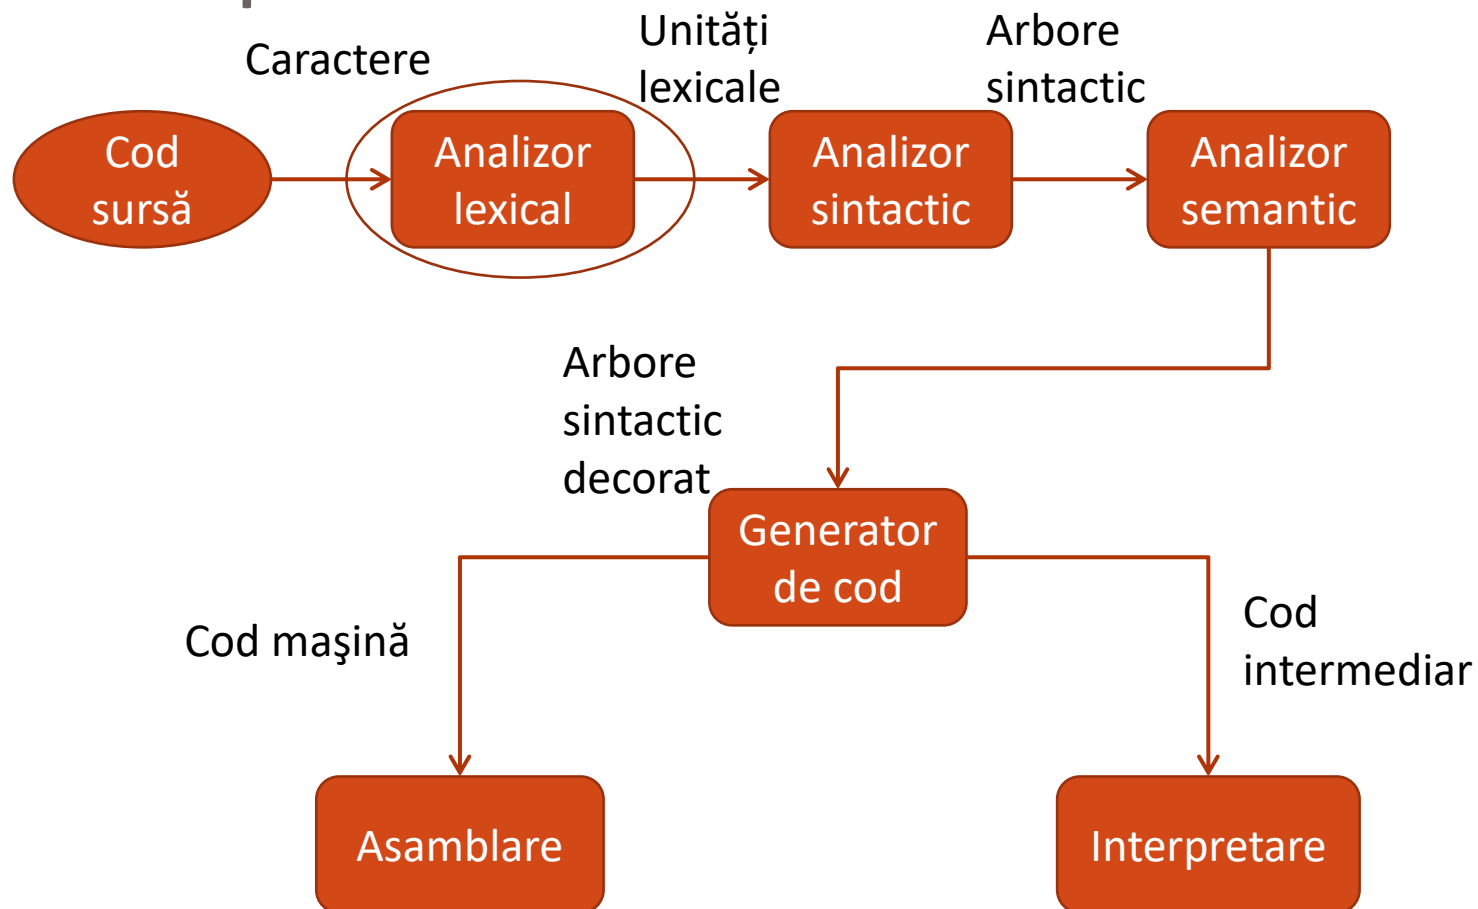 Caractere
Unități
lexicale
Arbore
sintactic
Cod
sursă
Analizor
lexical
Analizor
sintactic
Analizor
semantic
Arbore
sintactic
decorat
Generator
de cod
Cod maşină
Cod
intermediar
Asamblare
Interpretare